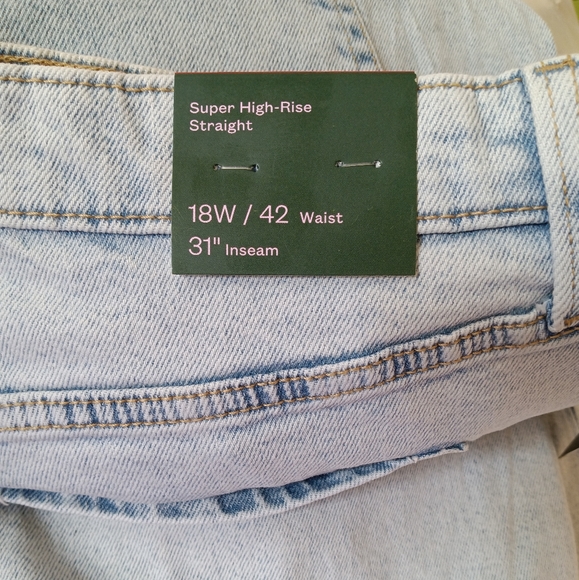 Super High-Rise
Straight
18W / 42 Waist
31" Inseam